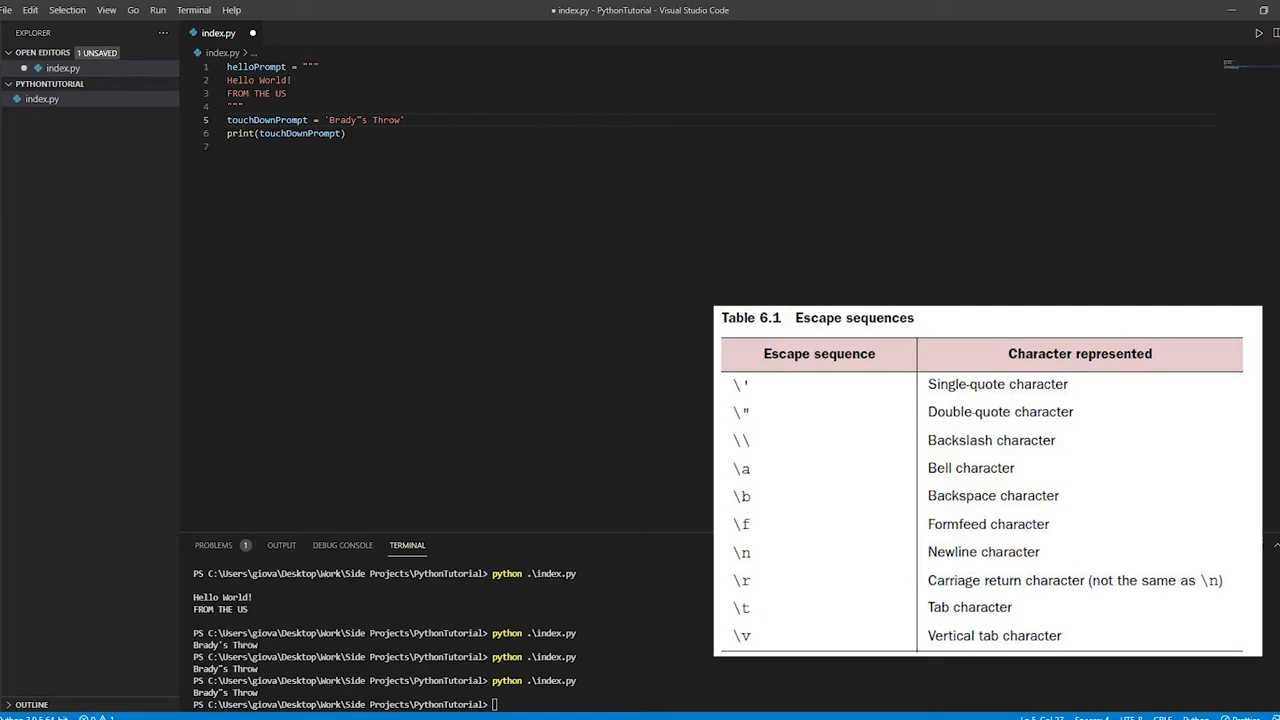 File Edit Selection View Go Run Terminal Help
● index.py - PythonTutorial - Visual Studio Code
EXPLORER ···
index.py ●
OPEN EDITORS 1 UNSAVED
● index.py
PYTHONTUTORIAL
index.py
index.py > ...
1 helloPrompt = """
2 Hello World!
3 FROM THE US
4 """
5 touchDownPrompt = 'Brady"s Throw'
6 print(touchDownPrompt)
7
Table 6.1 Escape sequences
Escape sequence Character represented
\' Single-quote character
\" Double-quote character
\\ Backslash character
\a Bell character
\b Backspace character
\f Formfeed character
\n Newline character
\r Carriage return character (not the same as \n)
\t Tab character
\v Vertical tab character
PROBLEMS 1 OUTPUT DEBUG CONSOLE TERMINAL
PS C:\Users\giova\Desktop\Work\Side Projects\PythonTutorial> python .\index.py
Hello World!
FROM THE US
PS C:\Users\giova\Desktop\Work\Side Projects\PythonTutorial> python .\index.py
Brady's Throw
PS C:\Users\giova\Desktop\Work\Side Projects\PythonTutorial> python .\index.py
Brady"s Throw
PS C:\Users\giova\Desktop\Work\Side Projects\PythonTutorial> python .\index.py
Brady"s Throw
PS C:\Users\giova\Desktop\Work\Side Projects\PythonTutorial>
OUTLINE